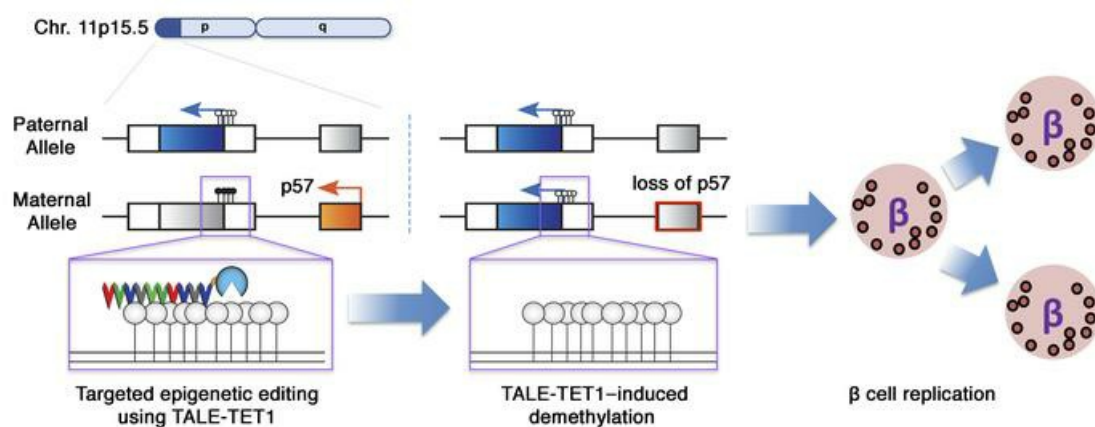 Chr. 11p15.5
p
q
Paternal
Allele
Maternal
Allele
p57
loss of p57
β
β
β
Targeted epigenetic editing
using TALE-TET1
TALE-TET1–induced
demethylation
β cell replication